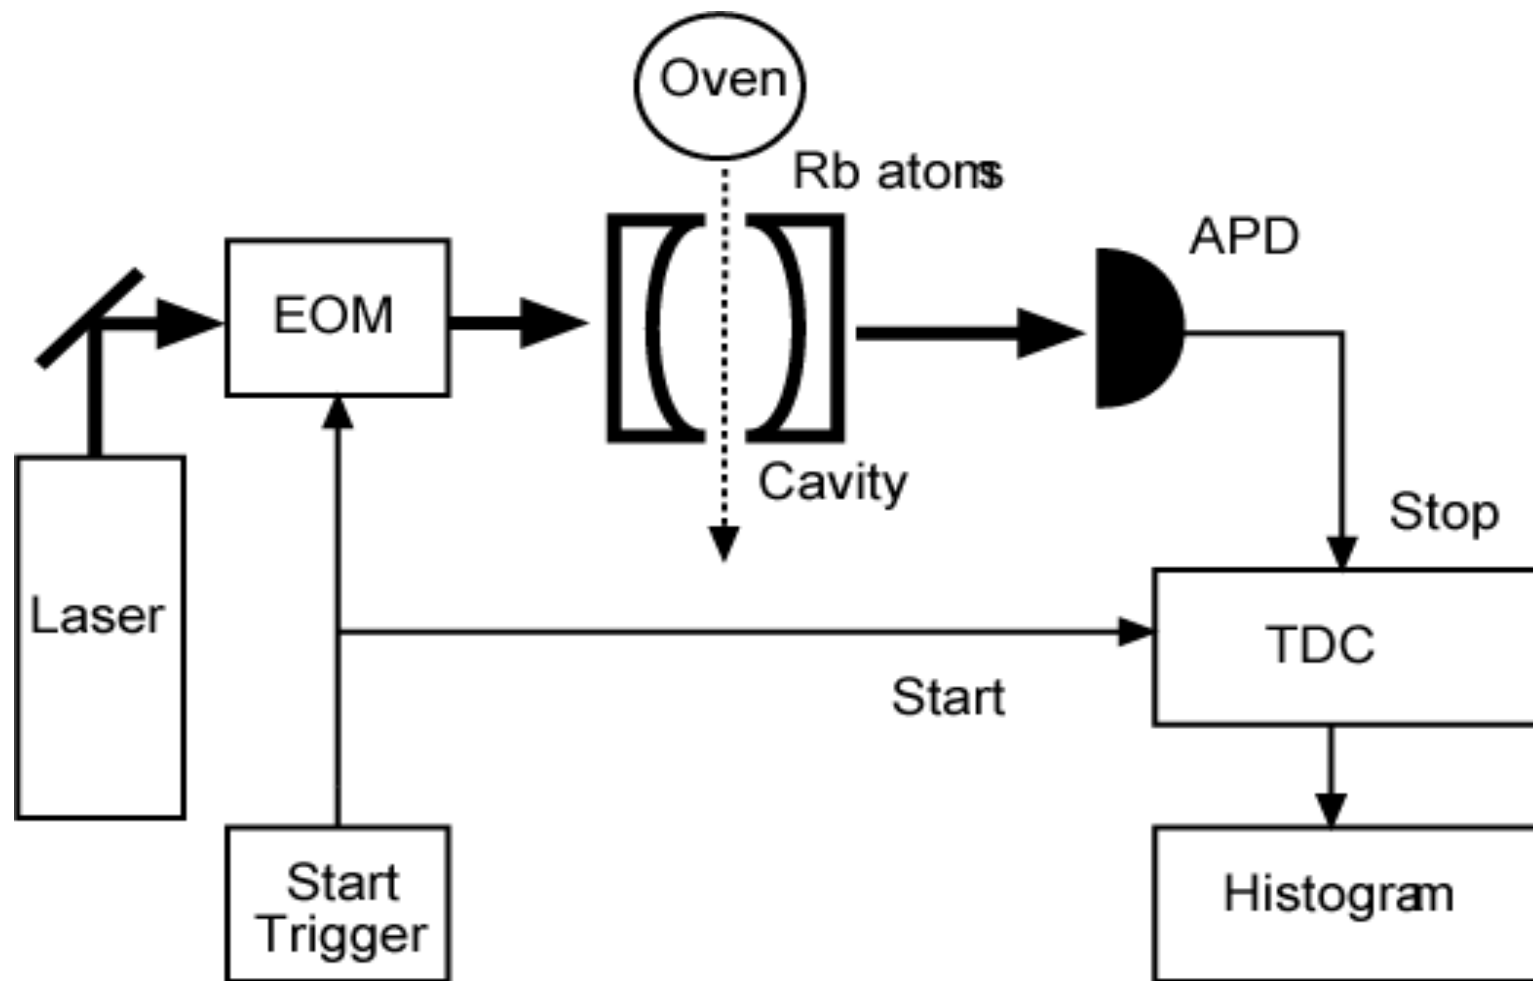 Oven
Rb atoms
APD
EOM
Cavity
Stop
Laser
TDC
Start
Start
Trigger
Histogram